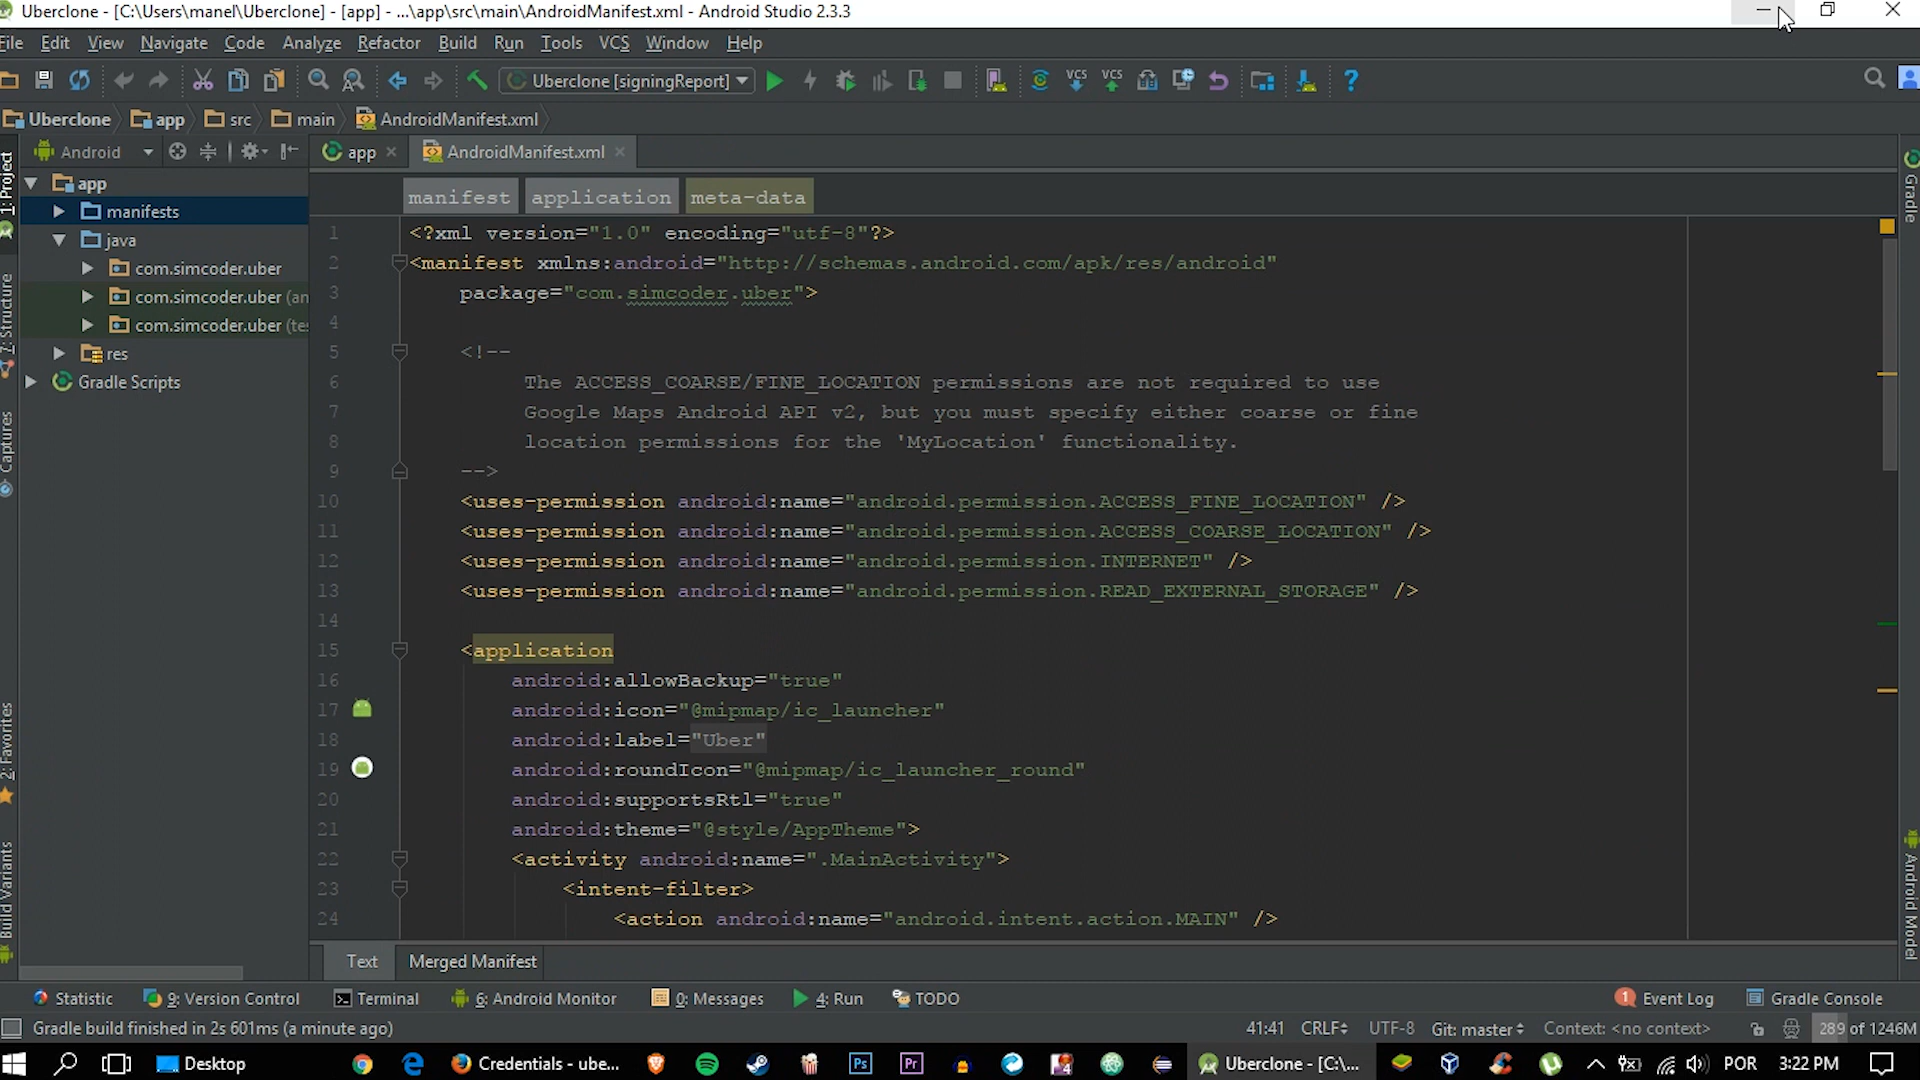 Uberclone - [C:\Users\manel\Uberclone] - [app] - ...\app\src\main\AndroidManifest.xml - Android Studio 2.3.3
File Edit View Navigate Code Analyze Refactor Build Run Tools VCS Window Help
Uberclone [signingReport] VCS VCS ?
Uberclone app src main AndroidManifest.xml
Android app AndroidManifest.xml
manifest application meta-data
1: Project
7: Structure
Captures
2: Favorites
Build Variants
app
manifests
java
com.simcoder.uber
com.simcoder.uber (an
com.simcoder.uber (tes
res
Gradle Scripts
1 <?xml version="1.0" encoding="utf-8"?>
2 <manifest xmlns:android="http://schemas.android.com/apk/res/android"
3 package="com.simcoder.uber">
4
5 <!--
6 The ACCESS_COARSE/FINE_LOCATION permissions are not required to use
7 Google Maps Android API v2, but you must specify either coarse or fine
8 location permissions for the 'MyLocation' functionality.
9 -->
10 <uses-permission android:name="android.permission.ACCESS_FINE_LOCATION" />
11 <uses-permission android:name="android.permission.ACCESS_COARSE_LOCATION" />
12 <uses-permission android:name="android.permission.INTERNET" />
13 <uses-permission android:name="android.permission.READ_EXTERNAL_STORAGE" />
14
15 <application
16 android:allowBackup="true"
17 android:icon="@mipmap/ic_launcher"
18 android:label="Uber"
19 android:roundIcon="@mipmap/ic_launcher_round"
20 android:supportsRtl="true"
21 android:theme="@style/AppTheme">
22 <activity android:name=".MainActivity">
23 <intent-filter>
24 <action android:name="android.intent.action.MAIN" />
Gradle
Android Model
Text Merged Manifest
Statistic 9: Version Control Terminal 6: Android Monitor 0: Messages 4: Run TODO 1 Event Log Gradle Console
Gradle build finished in 2s 601ms (a minute ago) 41:41 CRLF UTF-8 Git: master Context: <no context> 289 of 1246M
Desktop Credentials - ube... Ps Pr Uberclone - [C:\... POR 3:22 PM